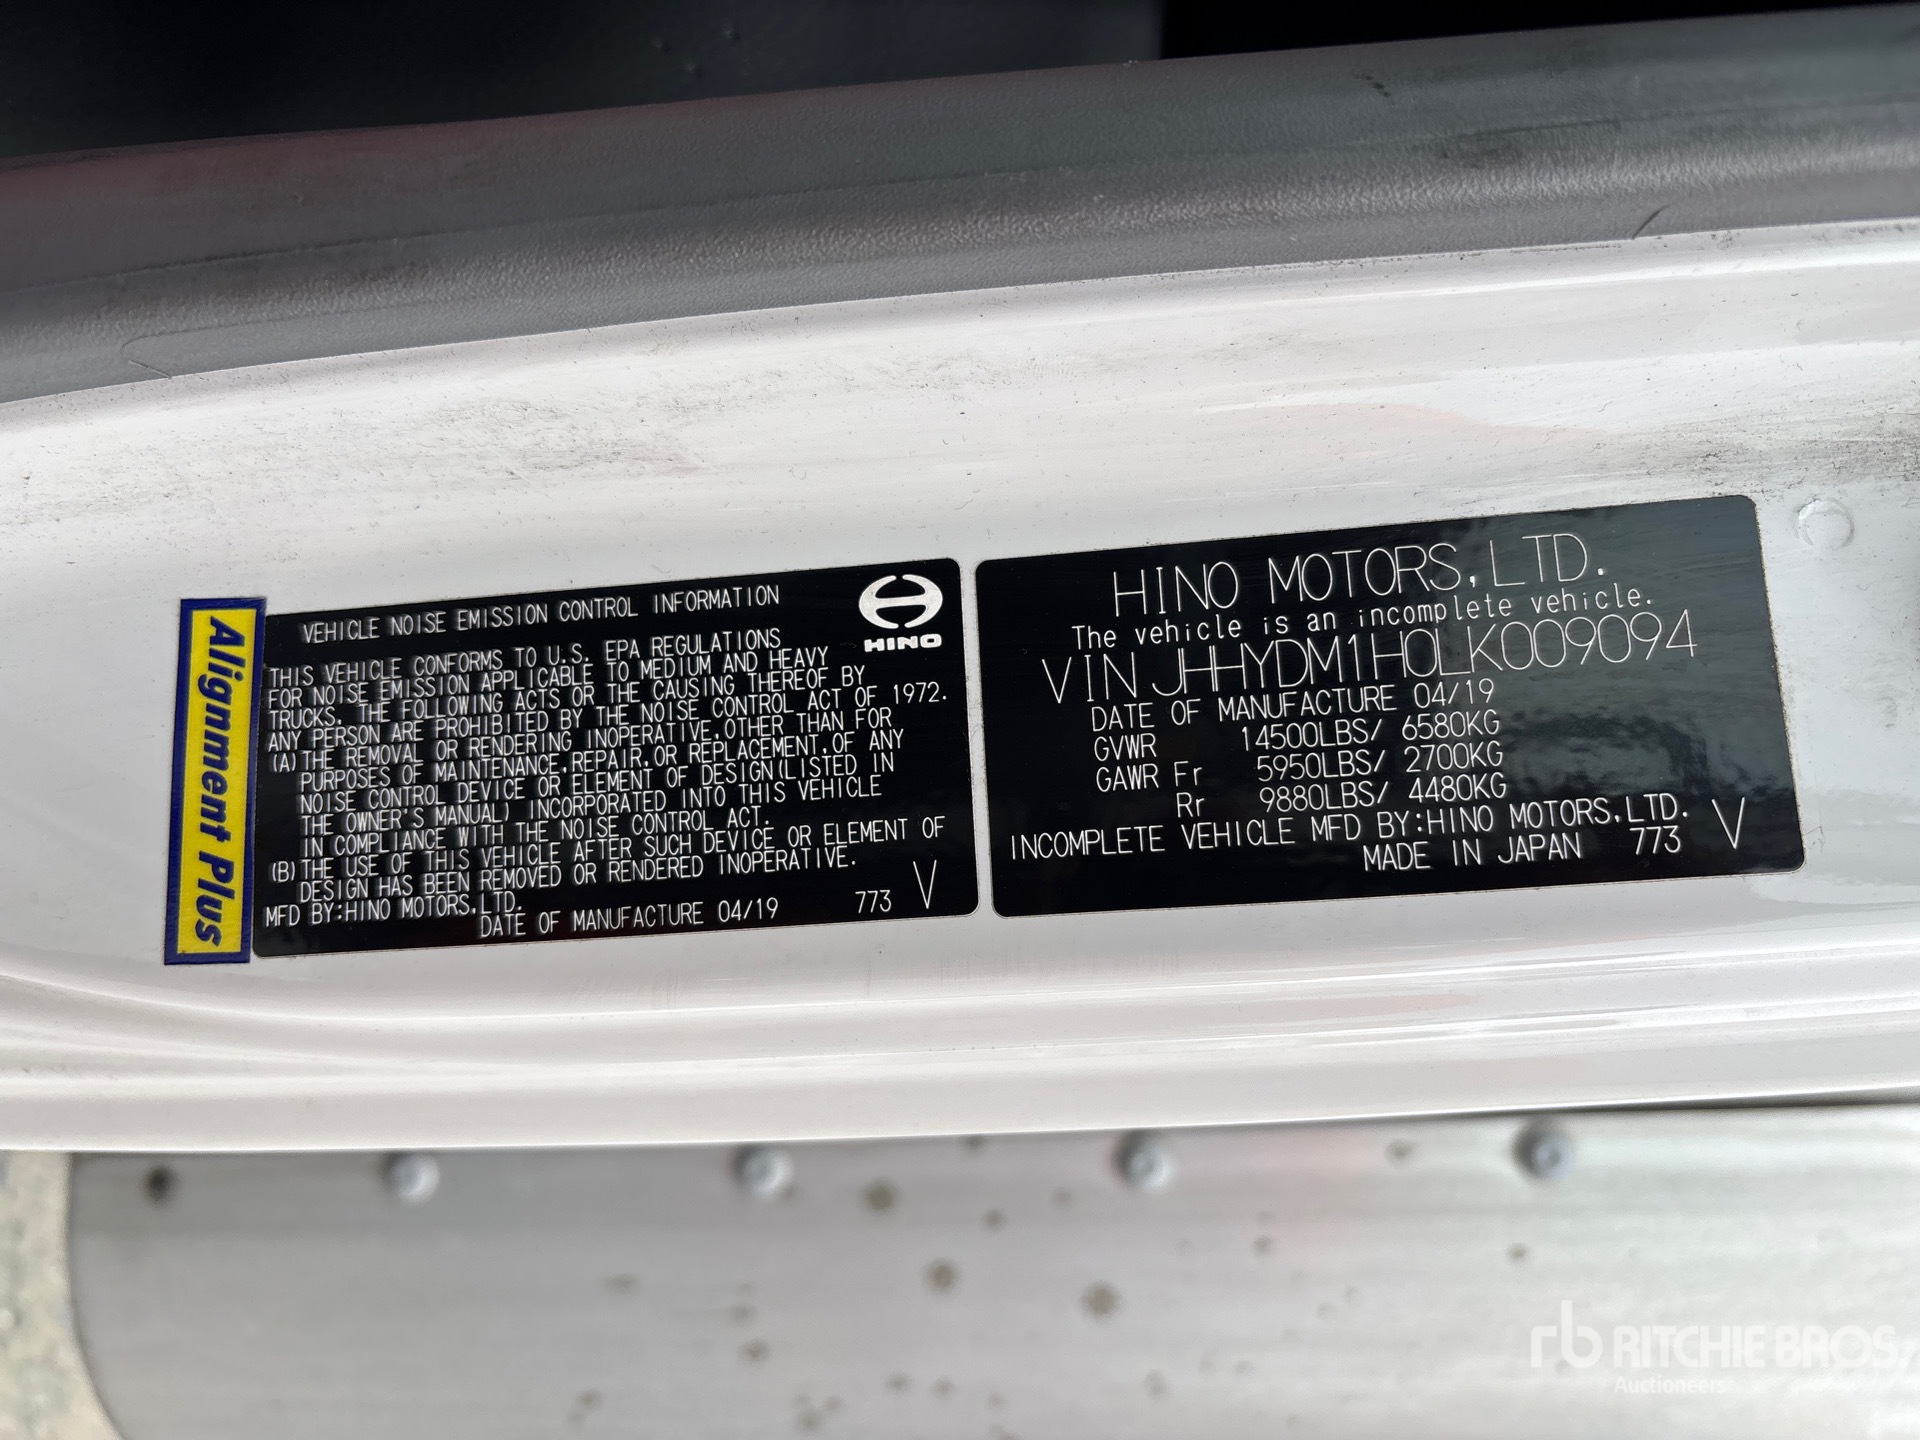 Alignment Plus
VEHICLE NOISE EMISSION CONTROL INFORMATION
HINO
THIS VEHICLE CONFORMS TO U.S. EPA REGULATIONS
FOR NOISE EMISSION APPLICABLE TO MEDIUM AND HEAVY
TRUCKS. THE FOLLOWING ACTS OR THE CAUSING THEREOF BY
ANY PERSON ARE PROHIBITED BY THE NOISE CONTROL ACT OF 1972.
(A) THE REMOVAL OR RENDERING INOPERATIVE, OTHER THAN FOR
PURPOSES OF MAINTENANCE, REPAIR, OR REPLACEMENT, OF ANY
NOISE CONTROL DEVICE OR ELEMENT OF DESIGN (LISTED IN
THE OWNER'S MANUAL) INCORPORATED INTO THIS VEHICLE
IN COMPLIANCE WITH THE NOISE CONTROL ACT.
(B) THE USE OF THIS VEHICLE AFTER SUCH DEVICE OR ELEMENT OF
DESIGN HAS BEEN REMOVED OR RENDERED INOPERATIVE.
MFD BY:HINO MOTORS,LTD.
DATE OF MANUFACTURE 04/19 773 V
HINO MOTORS, LTD.
The vehicle is an incomplete vehicle.
VIN JHHYDM1H0LK009094
DATE OF MANUFACTURE 04/19
GVWR 14500LBS/ 6580KG
GAWR Fr 5950LBS/ 2700KG
Rr 9880LBS/ 4480KG
INCOMPLETE VEHICLE MFD BY:HINO MOTORS,LTD.
MADE IN JAPAN 773 V
rb RITCHIE BROS.
Auctioneers